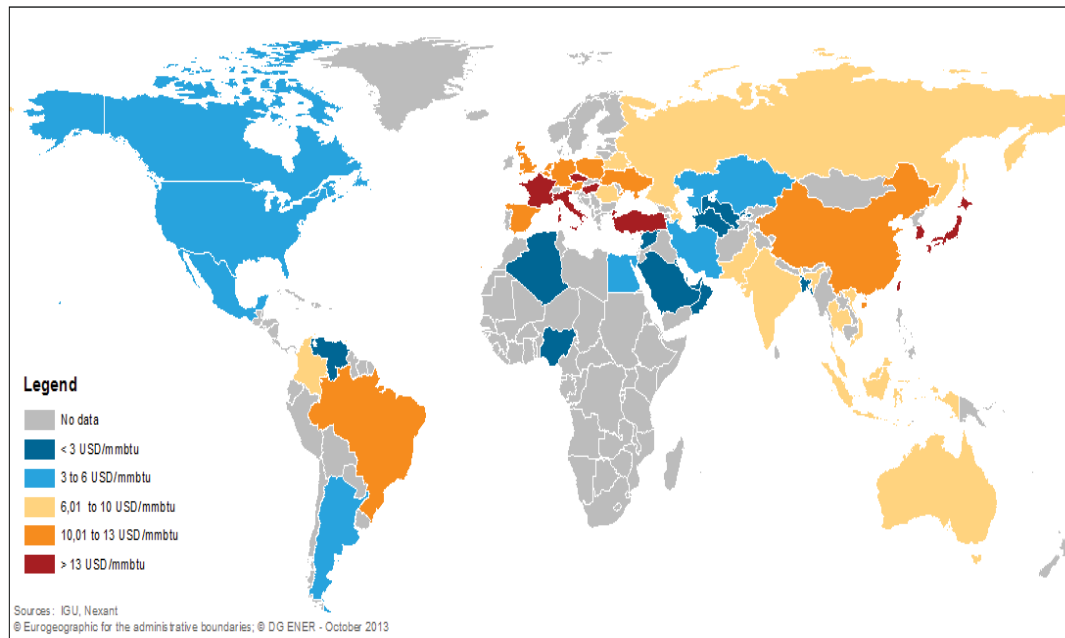 Legend
No data
< 3 USD/mmbtu
3 to 6 USD/mmbtu
6,01 to 10 USD/mmbtu
10,01 to 13 USD/mmbtu
> 13 USD/mmbtu
Sources: IGU, Nexant
© Eurogeographic for the administrative boundaries; © DG ENER - October 2013